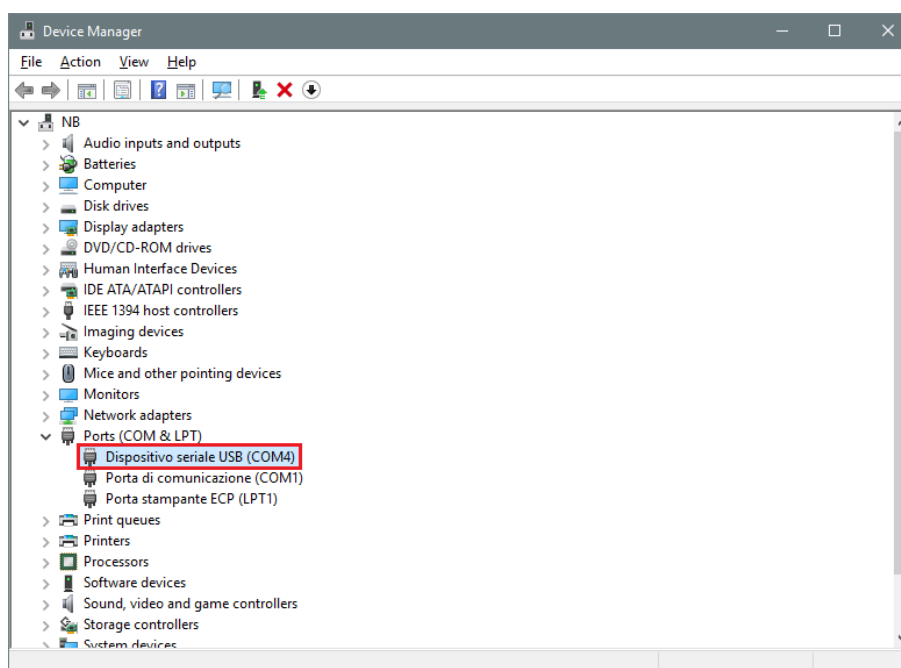 Device Manager
File Action View Help
NB
Audio inputs and outputs
Batteries
Computer
Disk drives
Display adapters
DVD/CD-ROM drives
Human Interface Devices
IDE ATA/ATAPI controllers
IEEE 1394 host controllers
Imaging devices
Keyboards
Mice and other pointing devices
Monitors
Network adapters
Ports (COM & LPT)
Dispositivo seriale USB (COM4)
Porta di comunicazione (COM1)
Porta stampante ECP (LPT1)
Print queues
Printers
Processors
Software devices
Sound, video and game controllers
Storage controllers
System devices